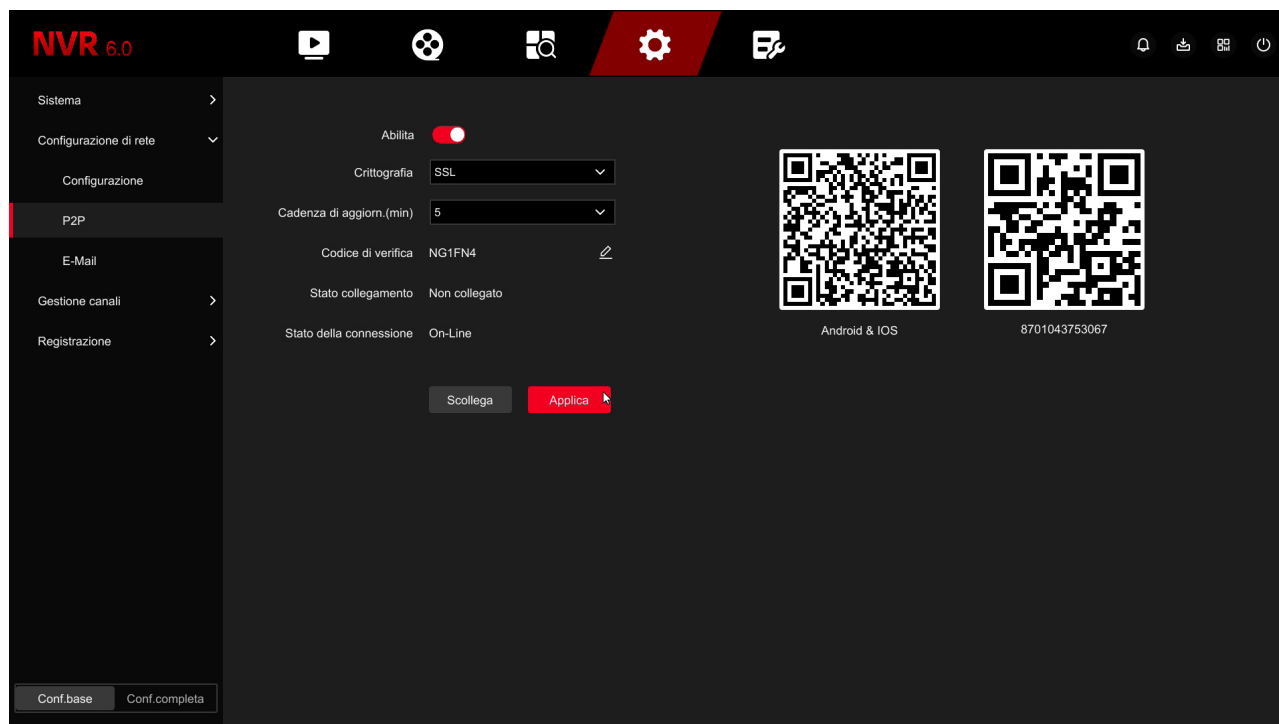 NVR 6.0
Sistema
Configurazione di rete
Configurazione
P2P
E-Mail
Gestione canali
Registrazione
Abilita
Crittografia SSL
Cadenza di aggiorn.(min) 5
Codice di verifica NG1FN4
Stato collegamento Non collegato
Stato della connessione On-Line
Scollega Applica
Android & IOS 8701043753067
Conf.base Conf.completa